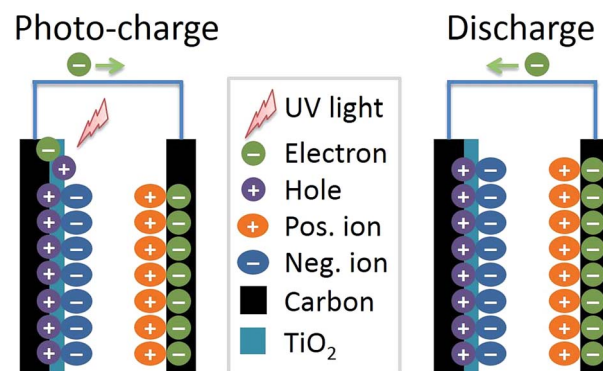 Photo-charge
Discharge
UV light
Electron
Hole
Pos. ion
Neg. ion
Carbon
TiO₂